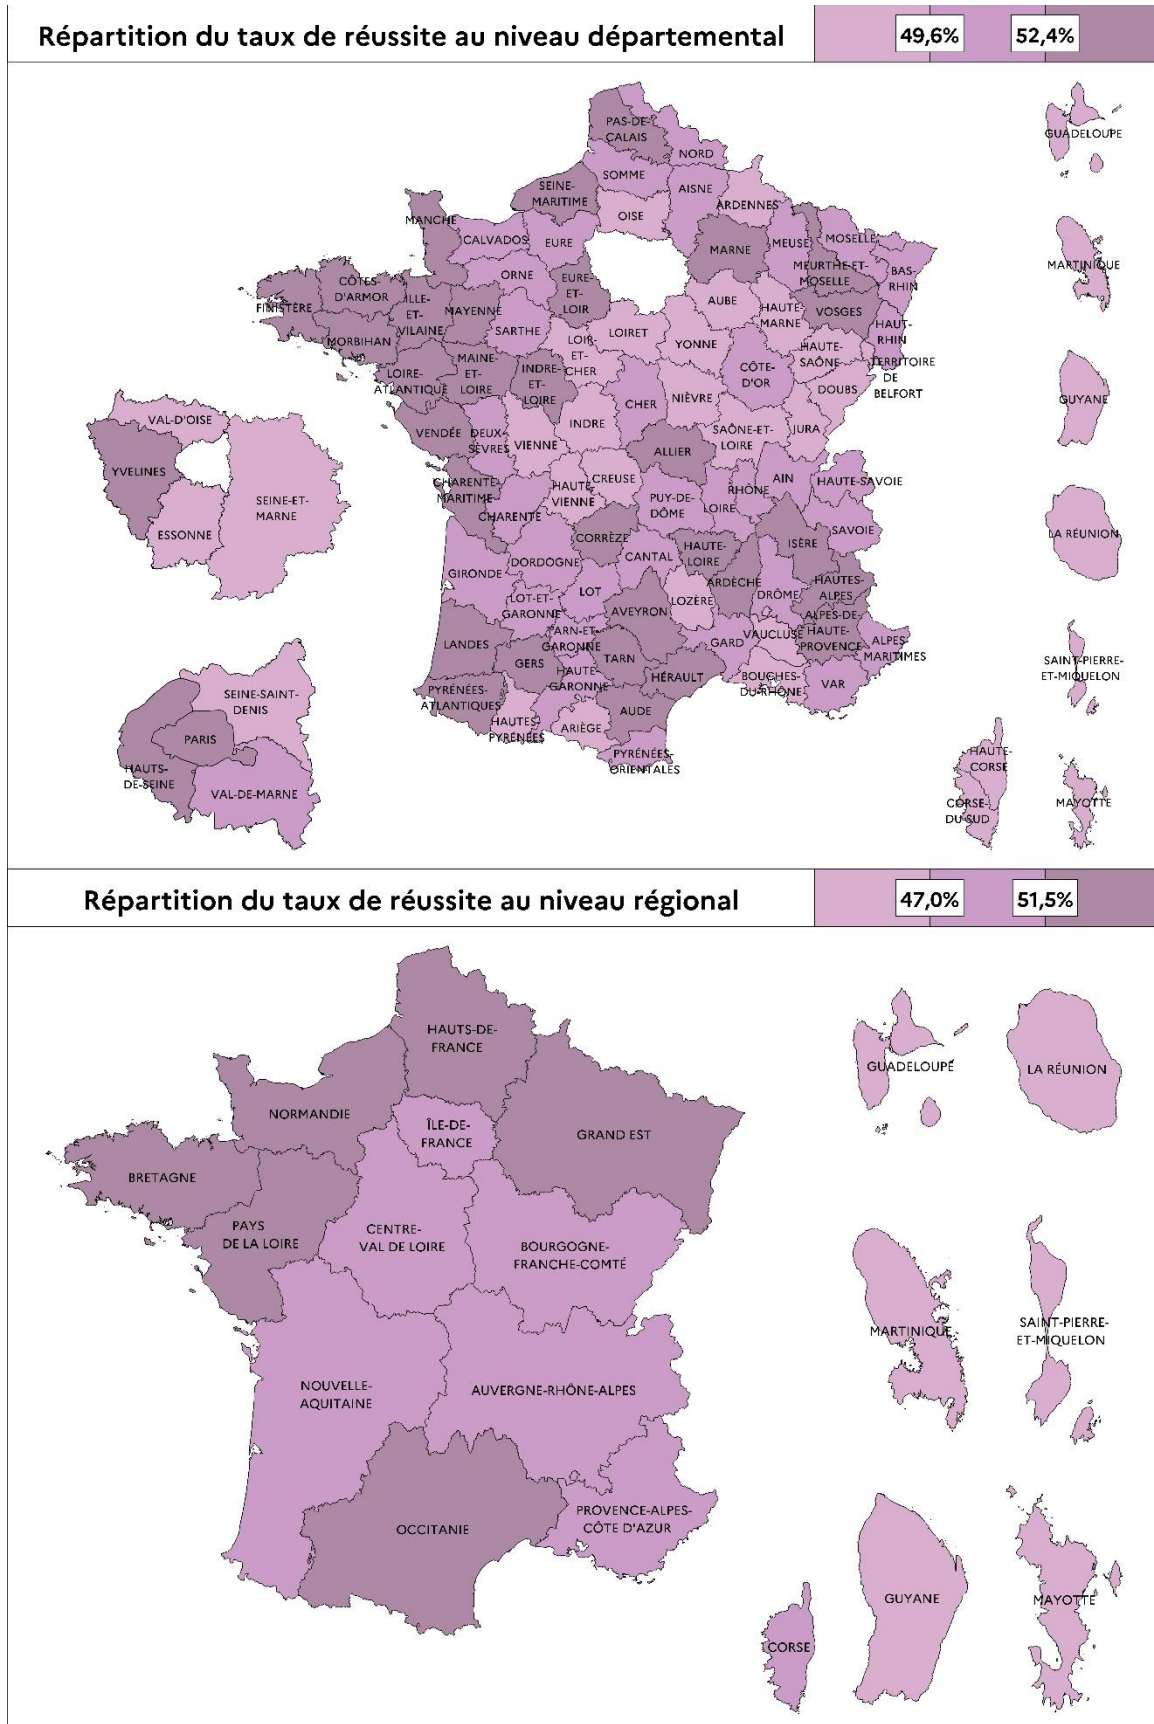 Répartition du taux de réussite au niveau départemental
49,6%
52,4%
PAS-DE-
CALAIS
NORD
SOMME
AISNE
SEINE-
MARITIME
OISE
ARDENNES
MANCHE
CALVADOS
EURE
MARNE
MEUSE
MOSELLE
MEURTHE-ET-
MOSELLE
BAS-
RHIN
ORNE
EURE-
ET-
LOIR
CÔTES-
D'ARMOR
FINISTÈRE
ILLE-
ET-
VILAINE
MAYENNE
SARTHE
MORBIHAN
LOIR-
ET-
CHER
LOIRET
AUBE
YONNE
HAUTE-
MARNE
VOSGES
HAUT-
RHIN
HAUTE-
SAÔNE
TERRITOIRE
DE
BELFORT
LOIRE-
ATLANTIQUE
MAINE-
ET-
LOIRE
INDRE-
ET-
LOIRE
CHER
NIÈVRE
CÔTE-
D'OR
DOUBS
VENDÉE
DEUX-
SÈVRES
VIENNE
INDRE
SAÔNE-ET-
LOIRE
JURA
ALLIER
CHARENTE-
MARITIME
CHARENTE
HAUTE-
VIENNE
CREUSE
PUY-DE-
DÔME
LOIRE
RHÔNE
AIN
HAUTE-SAVOIE
SAVOIE
ISÈRE
CORRÈZE
DORDOGNE
GIRONDE
CANTAL
HAUTE-
LOIRE
ARDÈCHE
DRÔME
HAUTES-
ALPES
LOT-ET-
GARONNE
LOT
AVEYRON
LOZÈRE
GARD
VAUCLUSE
ALPES-DE-
HAUTE-
PROVENCE
ALPES-
MARITIMES
LANDES
TARN-ET-
GARONNE
GERS
TARN
HAUTE-
GARONNE
HÉRAULT
BOUCHES-
DU-RHÔNE
VAR
PYRÉNÉES-
ATLANTIQUES
HAUTES-
PYRÉNÉES
ARIÈGE
AUDE
PYRÉNÉES-
ORIENTALES
VAL-D'OISE
YVELINES
SEINE-ET-
MARNE
ESSONNE
SEINE-SAINT-
DENIS
PARIS
HAUTS-
DE-SEINE
VAL-DE-MARNE
GUADELOUPE
MARTINIQUE
GUYANE
LA RÉUNION
SAINT-PIERRE-
ET-MIQUELON
HAUTE-
CORSE
CORSE-
DU-SUD
MAYOTTE
Répartition du taux de réussite au niveau régional
47,0%
51,5%
HAUTS-DE-
FRANCE
NORMANDIE
ÎLE-DE-
FRANCE
GRAND EST
BRETAGNE
PAYS
DE LA LOIRE
CENTRE-
VAL DE LOIRE
BOURGOGNE-
FRANCHE-COMTÉ
NOUVELLE-
AQUITAINE
AUVERGNE-RHÔNE-ALPES
OCCITANIE
PROVENCE-ALPES-
CÔTE D'AZUR
CORSE
GUADELOUPE
LA RÉUNION
MARTINIQUE
SAINT-PIERRE-
ET-MIQUELON
GUYANE
MAYOTTE